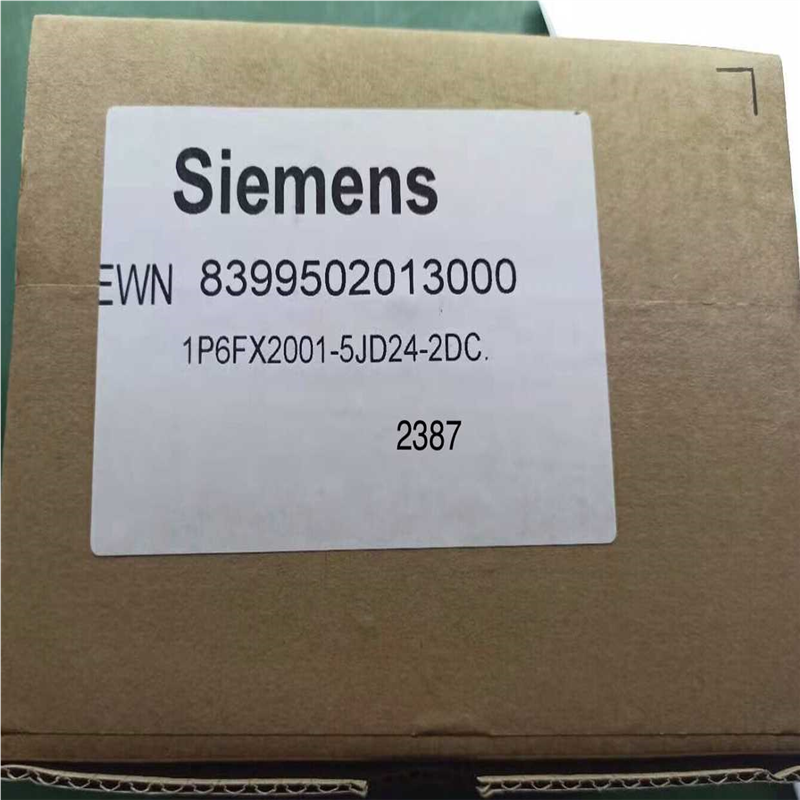 Siemens
EWN 8399502013000
1P6FX2001-5JD24-2DC.
2387